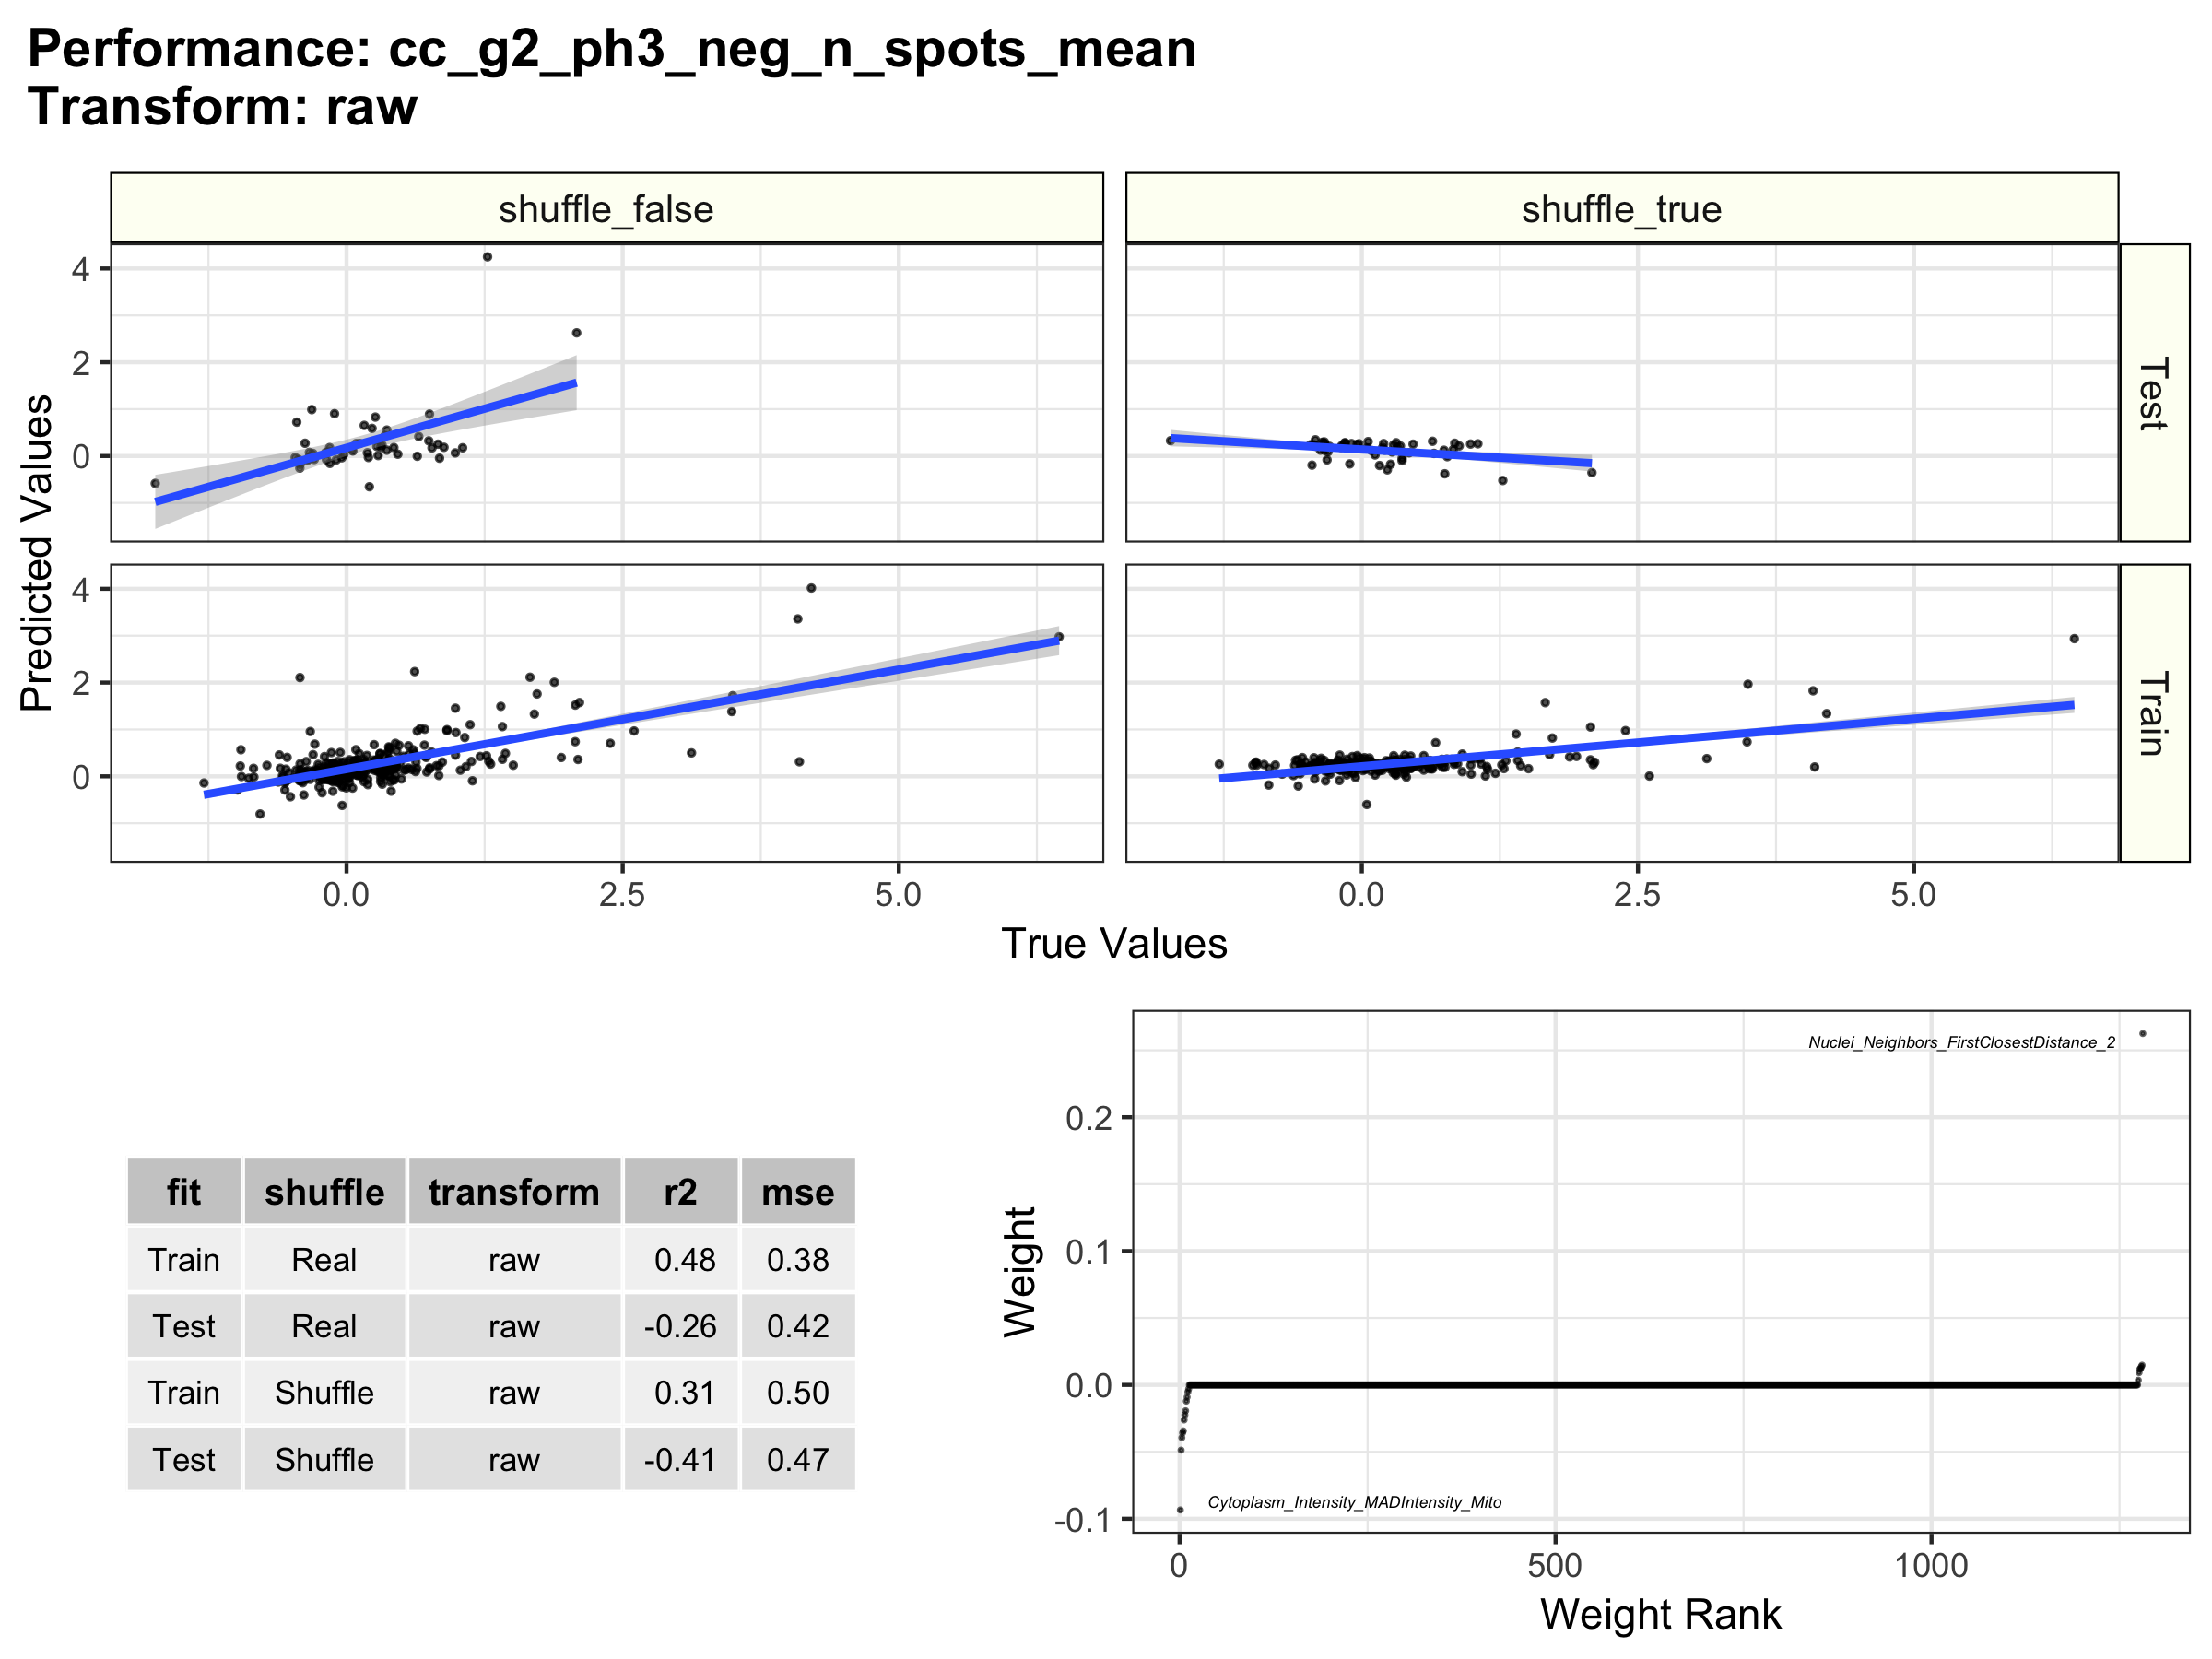 Performance: cc_g2_ph3_neg_n_spots_mean
Transform: raw
shuffle_false
shuffle_true
4
2
0
Test
4
2
0
Train
Predicted Values
0.0
2.5
5.0
0.0
2.5
5.0
True Values
fit shuffle transform r2 mse
Train Real raw 0.48 0.38
Test Real raw -0.26 0.42
Train Shuffle raw 0.31 0.50
Test Shuffle raw -0.41 0.47
Nuclei_Neighbors_FirstClosestDistance_2
0.2
0.1
0.0
-0.1
Weight
Cytoplasm_Intensity_MADIntensity_Mito
0
500
1000
Weight Rank